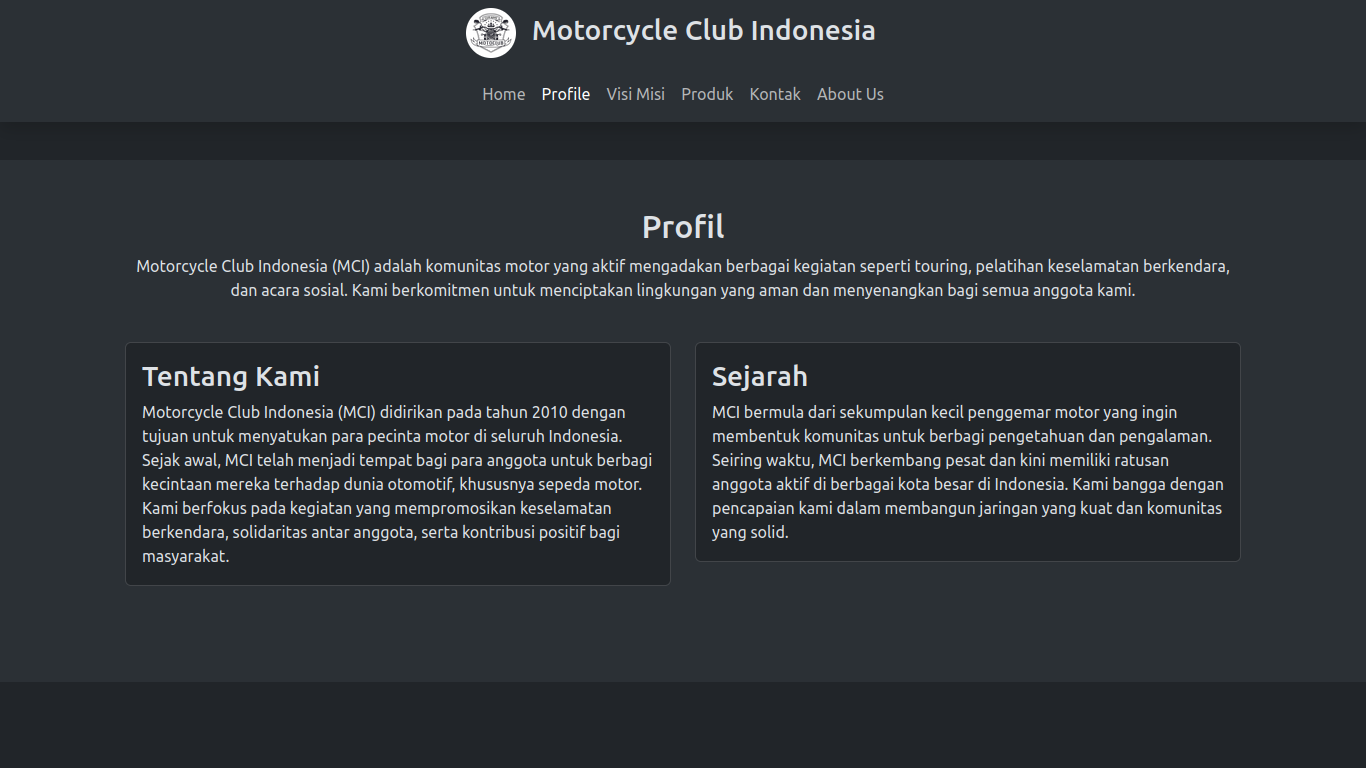 MOTOCLUB
Motorcycle Club Indonesia
Home Profile Visi Misi Produk Kontak About Us
Profil
Motorcycle Club Indonesia (MCI) adalah komunitas motor yang aktif mengadakan berbagai kegiatan seperti touring, pelatihan keselamatan berkendara,
dan acara sosial. Kami berkomitmen untuk menciptakan lingkungan yang aman dan menyenangkan bagi semua anggota kami.
Tentang Kami
Motorcycle Club Indonesia (MCI) didirikan pada tahun 2010 dengan
tujuan untuk menyatukan para pecinta motor di seluruh Indonesia.
Sejak awal, MCI telah menjadi tempat bagi para anggota untuk berbagi
kecintaan mereka terhadap dunia otomotif, khususnya sepeda motor.
Kami berfokus pada kegiatan yang mempromosikan keselamatan
berkendara, solidaritas antar anggota, serta kontribusi positif bagi
masyarakat.
Sejarah
MCI bermula dari sekumpulan kecil penggemar motor yang ingin
membentuk komunitas untuk berbagi pengetahuan dan pengalaman.
Seiring waktu, MCI berkembang pesat dan kini memiliki ratusan
anggota aktif di berbagai kota besar di Indonesia. Kami bangga dengan
pencapaian kami dalam membangun jaringan yang kuat dan komunitas
yang solid.